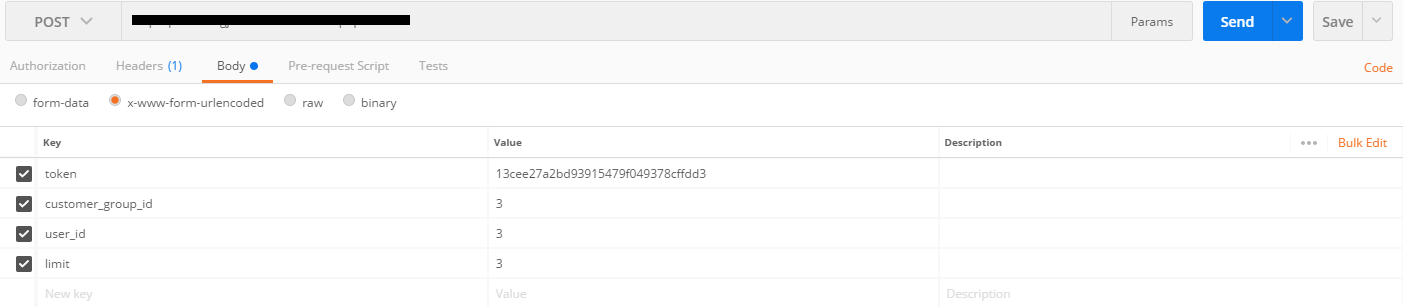 POST Params Send Save
Authorization Headers (1) Body Pre-request Script Tests Code
form-data x-www-form-urlencoded raw binary
Key Value Description Bulk Edit
token 13cee27a2bd93915479f049378cffdd3
customer_group_id 3
user_id 3
limit 3
New key Value Description